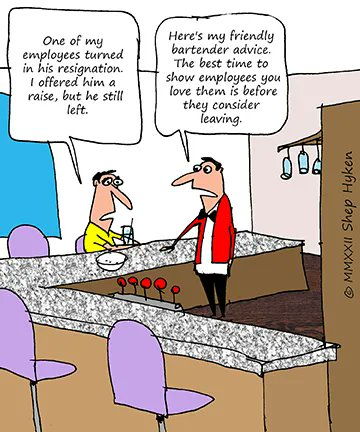 One of my
employees turned
in his resignation.
I offered him a
raise, but he still
left.
Here's my friendly
bartender advice.
The best time to
show employees you
love them is before
they consider
leaving.
© MMXXII Shep Hyken